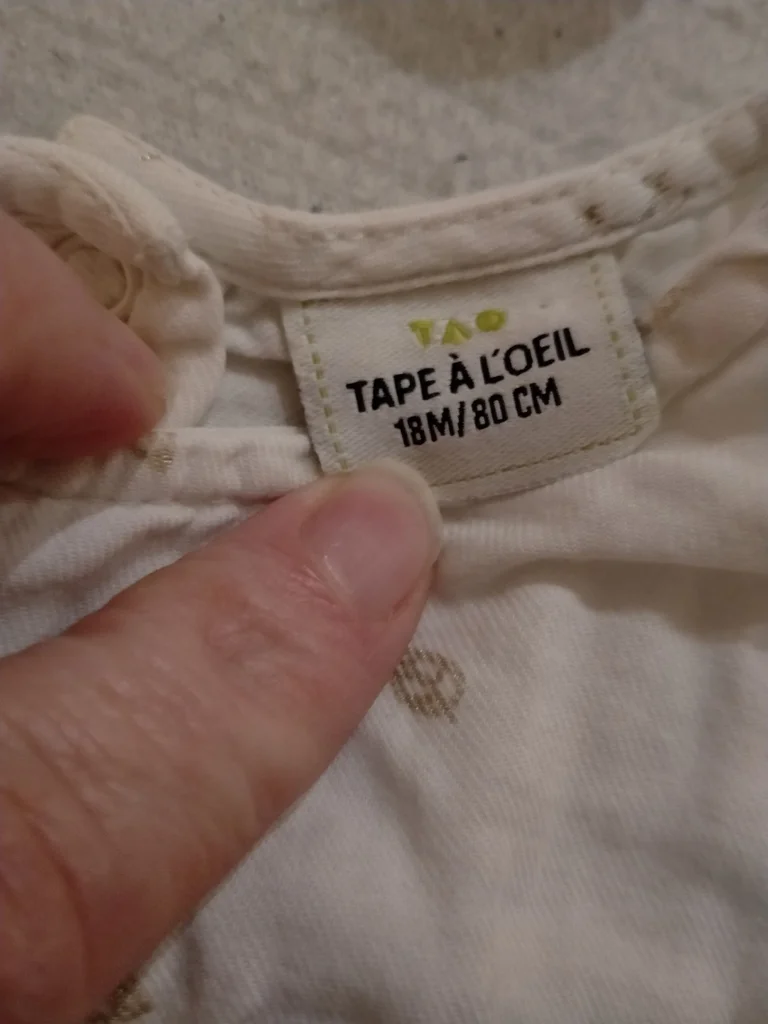 TAO
TAPE À L'OEIL
18M/80 CM